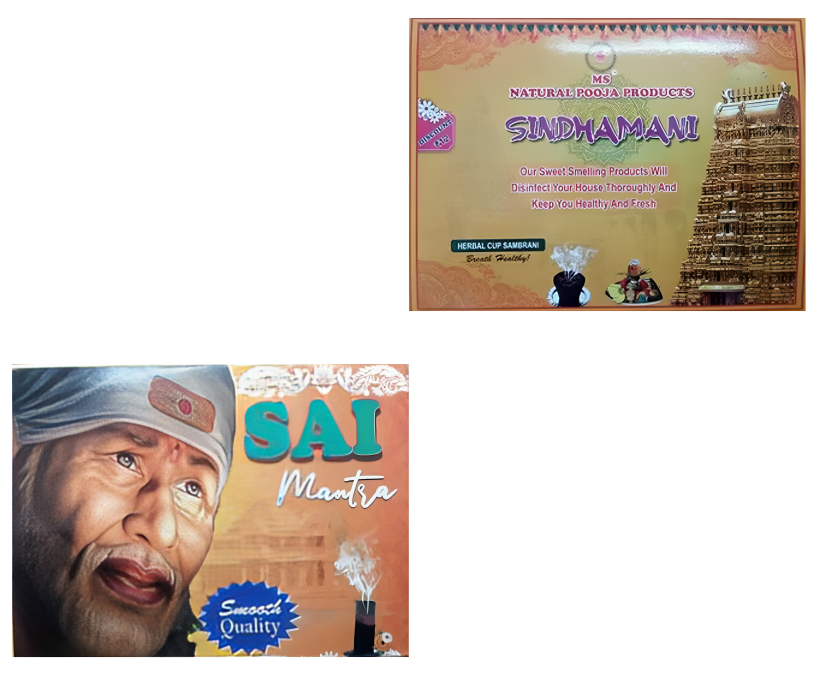 MS
NATURAL POOJA PRODUCTS
SINDHAMANI
DISCOUNT
Our Sweet Smelling Products Will
Disinfect Your House Thoroughly And
Keep You Healthy And Fresh
HERBAL CUP SAMBRANI
Breath Healthy!
SAI
Mantra
Smooth
Quality